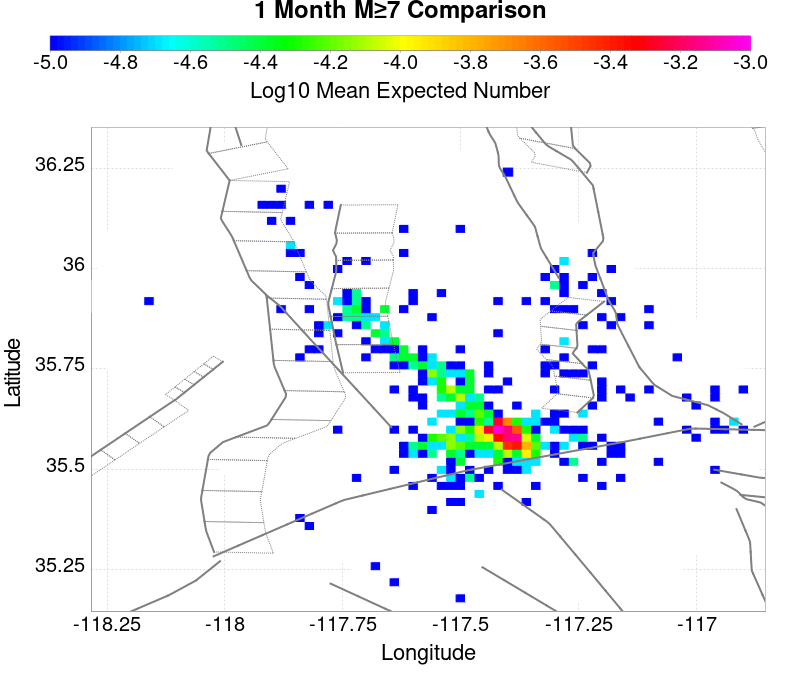 1 Month M≥7 Comparison
-5.0 -4.8 -4.6 -4.4 -4.2 -4.0 -3.8 -3.6 -3.4 -3.2 -3.0
Log10 Mean Expected Number
36.25
36
35.75
35.5
35.25
Latitude
-118.25 -118 -117.75 -117.5 -117.25 -117
Longitude